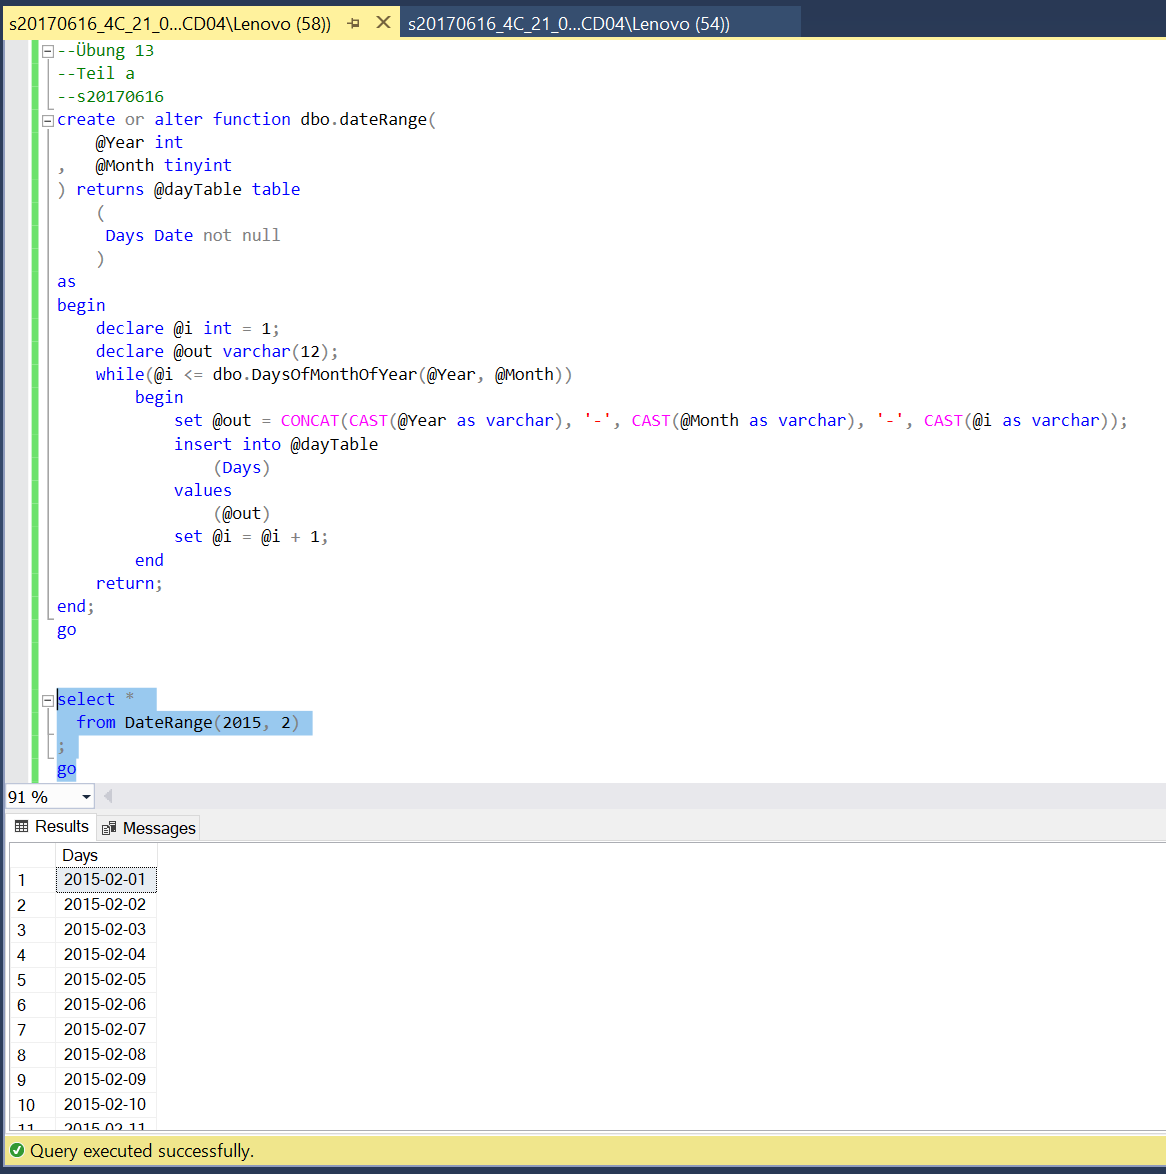 s20170616_4C_21_0...CD04\Lenovo (58))
s20170616_4C_21_0...CD04\Lenovo (54))
--Übung 13
--Teil a
--s20170616
create or alter function dbo.dateRange(
@Year int
, @Month tinyint
) returns @dayTable table
(
Days Date not null
)
as
begin
declare @i int = 1;
declare @out varchar(12);
while(@i <= dbo.DaysOfMonthOfYear(@Year, @Month))
begin
set @out = CONCAT(CAST(@Year as varchar), '-', CAST(@Month as varchar), '-', CAST(@i as varchar));
insert into @dayTable
(Days)
values
(@out)
set @i = @i + 1;
end
return;
end;
go
select *
from DateRange(2015, 2)
;
go
91 %
Results Messages
Days
1 2015-02-01
2 2015-02-02
3 2015-02-03
4 2015-02-04
5 2015-02-05
6 2015-02-06
7 2015-02-07
8 2015-02-08
9 2015-02-09
10 2015-02-10
11 2015-02-11
Query executed successfully.